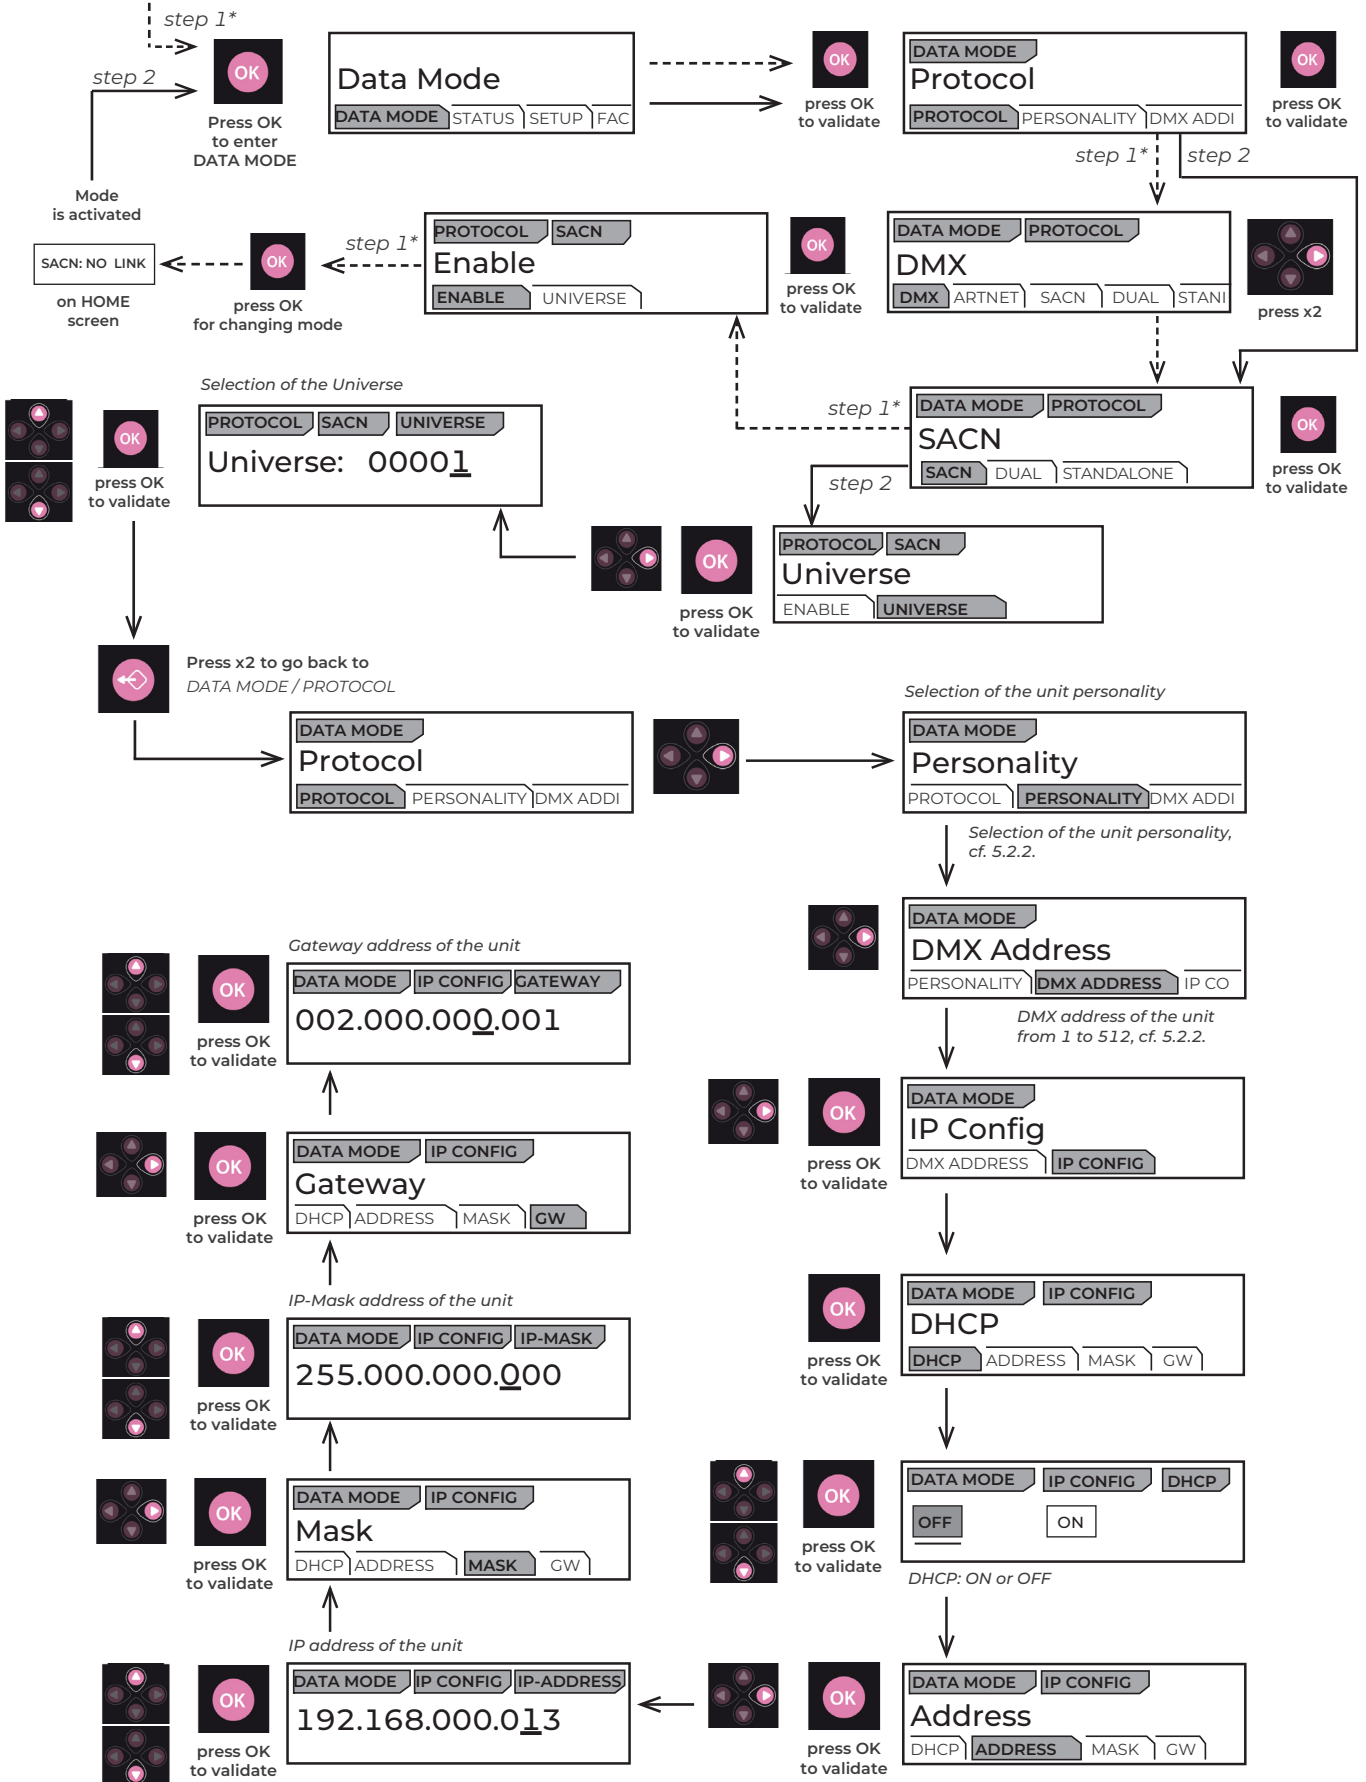 step 1*
step 2
OK
Press OK
to enter
DATA MODE
Data Mode
DATA MODE STATUS SETUP FAC
OK
press OK
to validate
DATA MODE
Protocol
PROTOCOL PERSONALITY DMX ADDI
OK
press OK
to validate
step 1*
step 2
Mode
is activated
SACN: NO LINK
on HOME
screen
OK
press OK
for changing mode
step 1*
PROTOCOL SACN
Enable
ENABLE UNIVERSE
OK
press OK
to validate
DATA MODE PROTOCOL
DMX
DMX ARTNET SACN DUAL STANI
press x2
Selection of the Universe
OK
press OK
to validate
PROTOCOL SACN UNIVERSE
Universe: 00001
step 1*
step 2
DATA MODE PROTOCOL
SACN
SACN DUAL STANDALONE
OK
press OK
to validate
OK
press OK
to validate
PROTOCOL SACN
Universe
ENABLE UNIVERSE
Press x2 to go back to
DATA MODE / PROTOCOL
DATA MODE
Protocol
PROTOCOL PERSONALITY DMX ADDI
Selection of the unit personality
DATA MODE
Personality
PROTOCOL PERSONALITY DMX ADDI
Selection of the unit personality,
cf. 5.2.2.
DATA MODE
DMX Address
PERSONALITY DMX ADDRESS IP CO
DMX address of the unit
from 1 to 512, cf. 5.2.2.
OK
press OK
to validate
DATA MODE
IP Config
DMX ADDRESS IP CONFIG
OK
press OK
to validate
DATA MODE IP CONFIG
DHCP
DHCP ADDRESS MASK GW
OK
press OK
to validate
DATA MODE IP CONFIG DHCP
OFF ON
DHCP: ON or OFF
OK
press OK
to validate
DATA MODE IP CONFIG
Address
DHCP ADDRESS MASK GW
Gateway address of the unit
OK
press OK
to validate
DATA MODE IP CONFIG GATEWAY
002.000.000.001
OK
press OK
to validate
DATA MODE IP CONFIG
Gateway
DHCP ADDRESS MASK GW
IP-Mask address of the unit
OK
press OK
to validate
DATA MODE IP CONFIG IP-MASK
255.000.000.000
OK
press OK
to validate
DATA MODE IP CONFIG
Mask
DHCP ADDRESS MASK GW
IP address of the unit
OK
press OK
to validate
DATA MODE IP CONFIG IP-ADDRESS
192.168.000.013